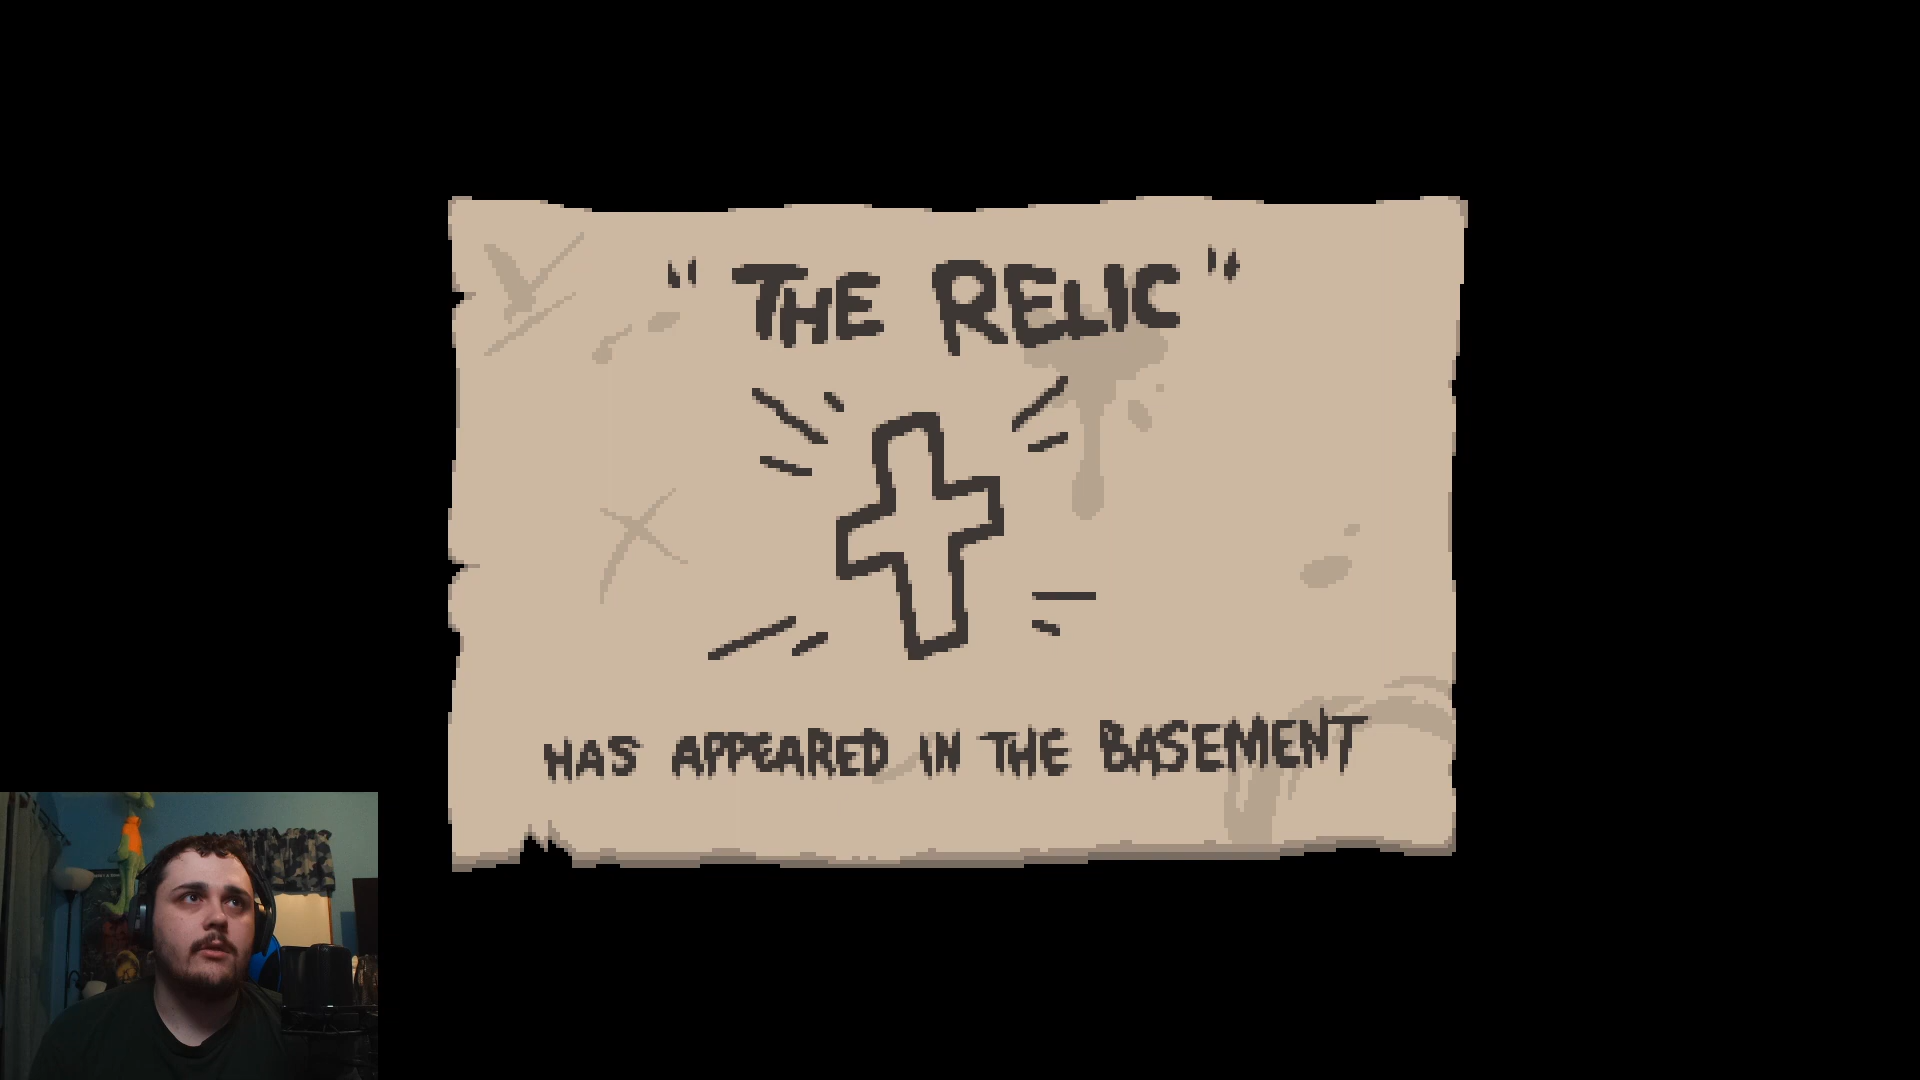 "THE RELIC"
HAS APPEARED IN THE BASEMENT